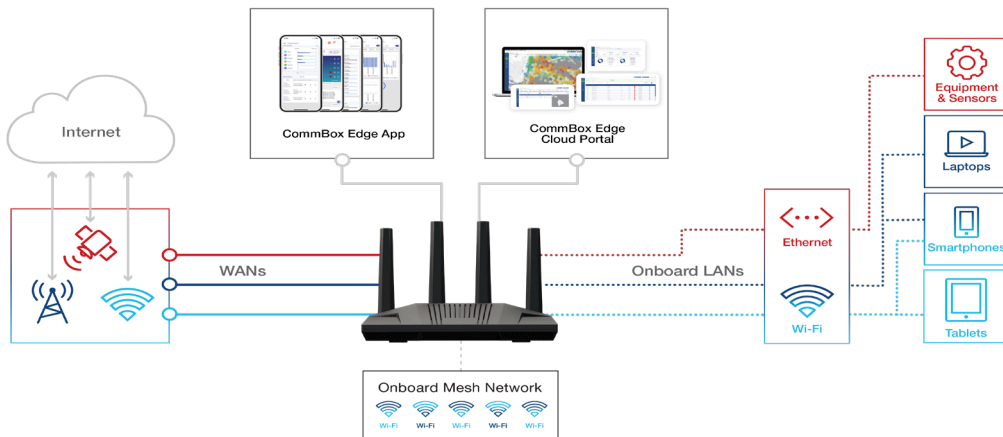 Internet
CommBox Edge App
CommBox Edge
Cloud Portal
WANs
Onboard LANs
Ethernet
Wi-Fi
Equipment
& Sensors
Laptops
Smartphones
Tablets
Onboard Mesh Network
Wi-Fi Wi-Fi Wi-Fi Wi-Fi Wi-Fi